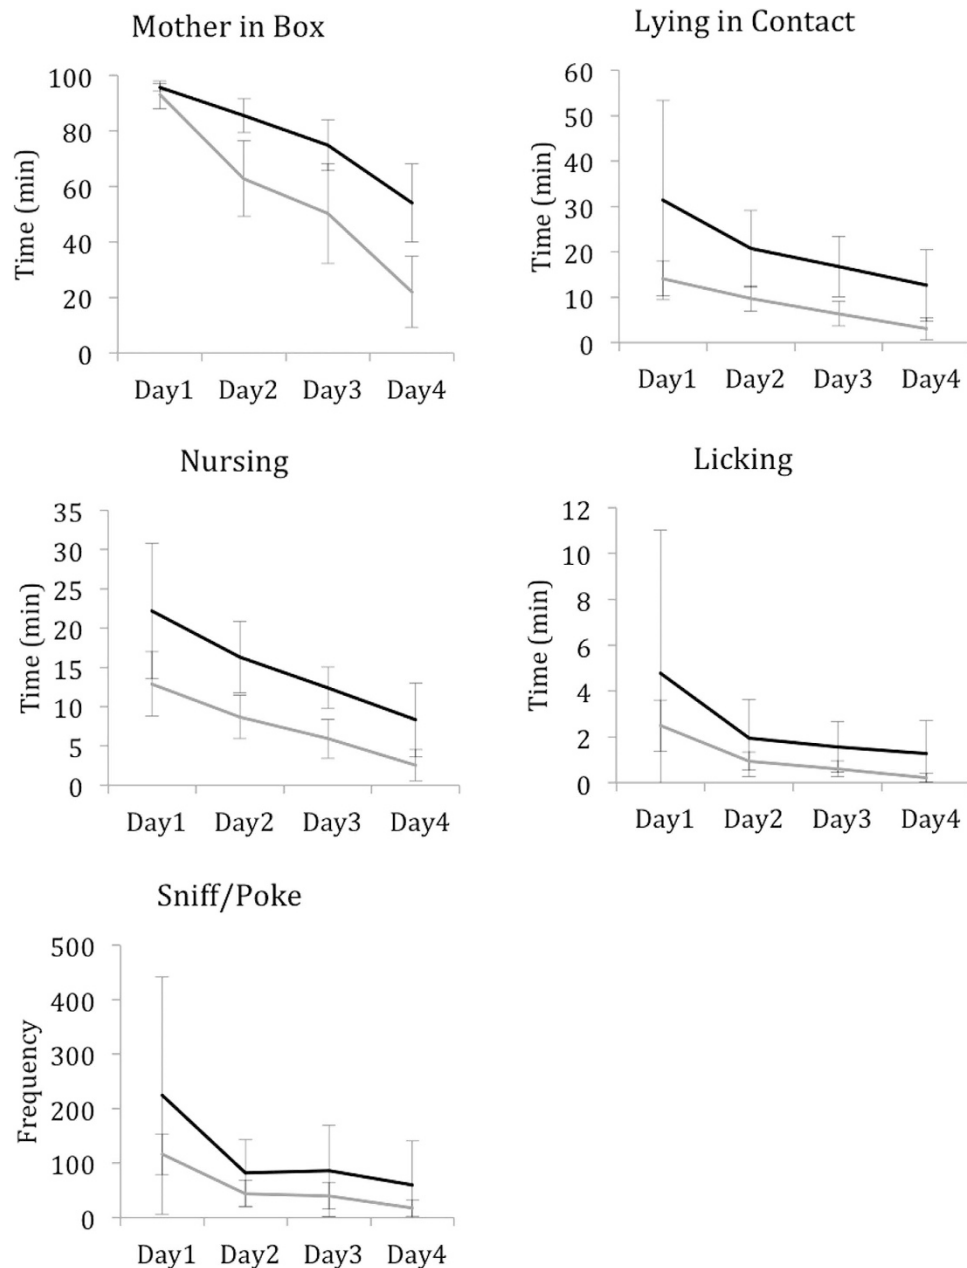 Mother in Box
Time (min)
100
80
60
40
20
0
Day1 Day2 Day3 Day4
Lying in Contact
Time (min)
60
50
40
30
20
10
0
Day1 Day2 Day3 Day4
Nursing
Time (min)
35
30
25
20
15
10
5
0
Day1 Day2 Day3 Day4
Licking
Time (min)
12
10
8
6
4
2
0
Day1 Day2 Day3 Day4
Sniff/Poke
Frequency
500
400
300
200
100
0
Day1 Day2 Day3 Day4